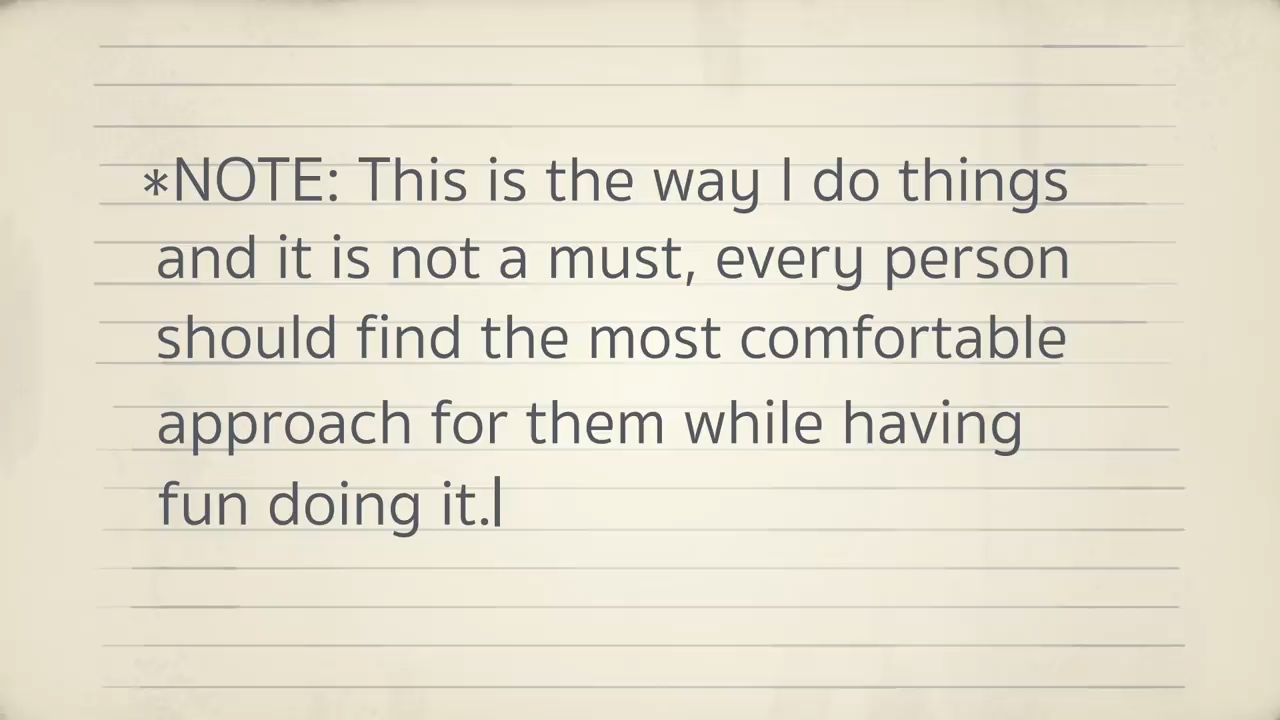 *NOTE: This is the way I do things
and it is not a must, every person
should find the most comfortable
approach for them while having
fun doing it.